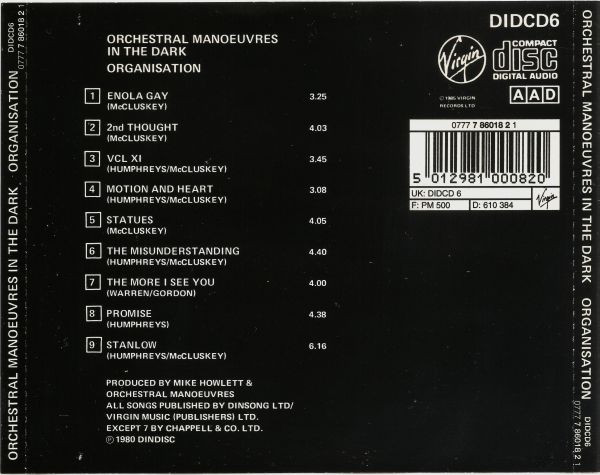 ORCHESTRAL MANOEUVRES IN THE DARK ORGANISATION DIDCD6 0777 7 86018 2 1
ORCHESTRAL MANOEUVRES
IN THE DARK
ORGANISATION
1 ENOLA GAY 3.25
(McCLUSKEY)
2 2nd THOUGHT 4.03
(McCLUSKEY)
3 VCL XI 3.45
(HUMPHREYS/McCLUSKEY)
4 MOTION AND HEART 3.08
(HUMPHREYS/McCLUSKEY)
5 STATUES 4.05
(McCLUSKEY)
6 THE MISUNDERSTANDING 4.40
(HUMPHREYS/McCLUSKEY)
7 THE MORE I SEE YOU 4.00
(WARREN/GORDON)
8 PROMISE 4.38
(HUMPHREYS)
9 STANLOW 6.16
(HUMPHREYS/McCLUSKEY)
PRODUCED BY MIKE HOWLETT &
ORCHESTRAL MANOEUVRES
ALL SONGS PUBLISHED BY DINSONG LTD/
VIRGIN MUSIC (PUBLISHERS) LTD.
EXCEPT 7 BY CHAPPELL & CO. LTD.
℗ 1980 DINDISC
DIDCD6
Virgin
COMPACT
disc
DIGITAL AUDIO
©1985 VIRGIN
RECORDS LTD
AAD
0777 7 86018 2 1
5 012981 000820
UK: DIDCD 6
F: PM 500 D: 610 384
Virgin
ORCHESTRAL MANOEUVRES IN THE DARK ORGANISATION DIDCD6 0777 7 86018 2 1